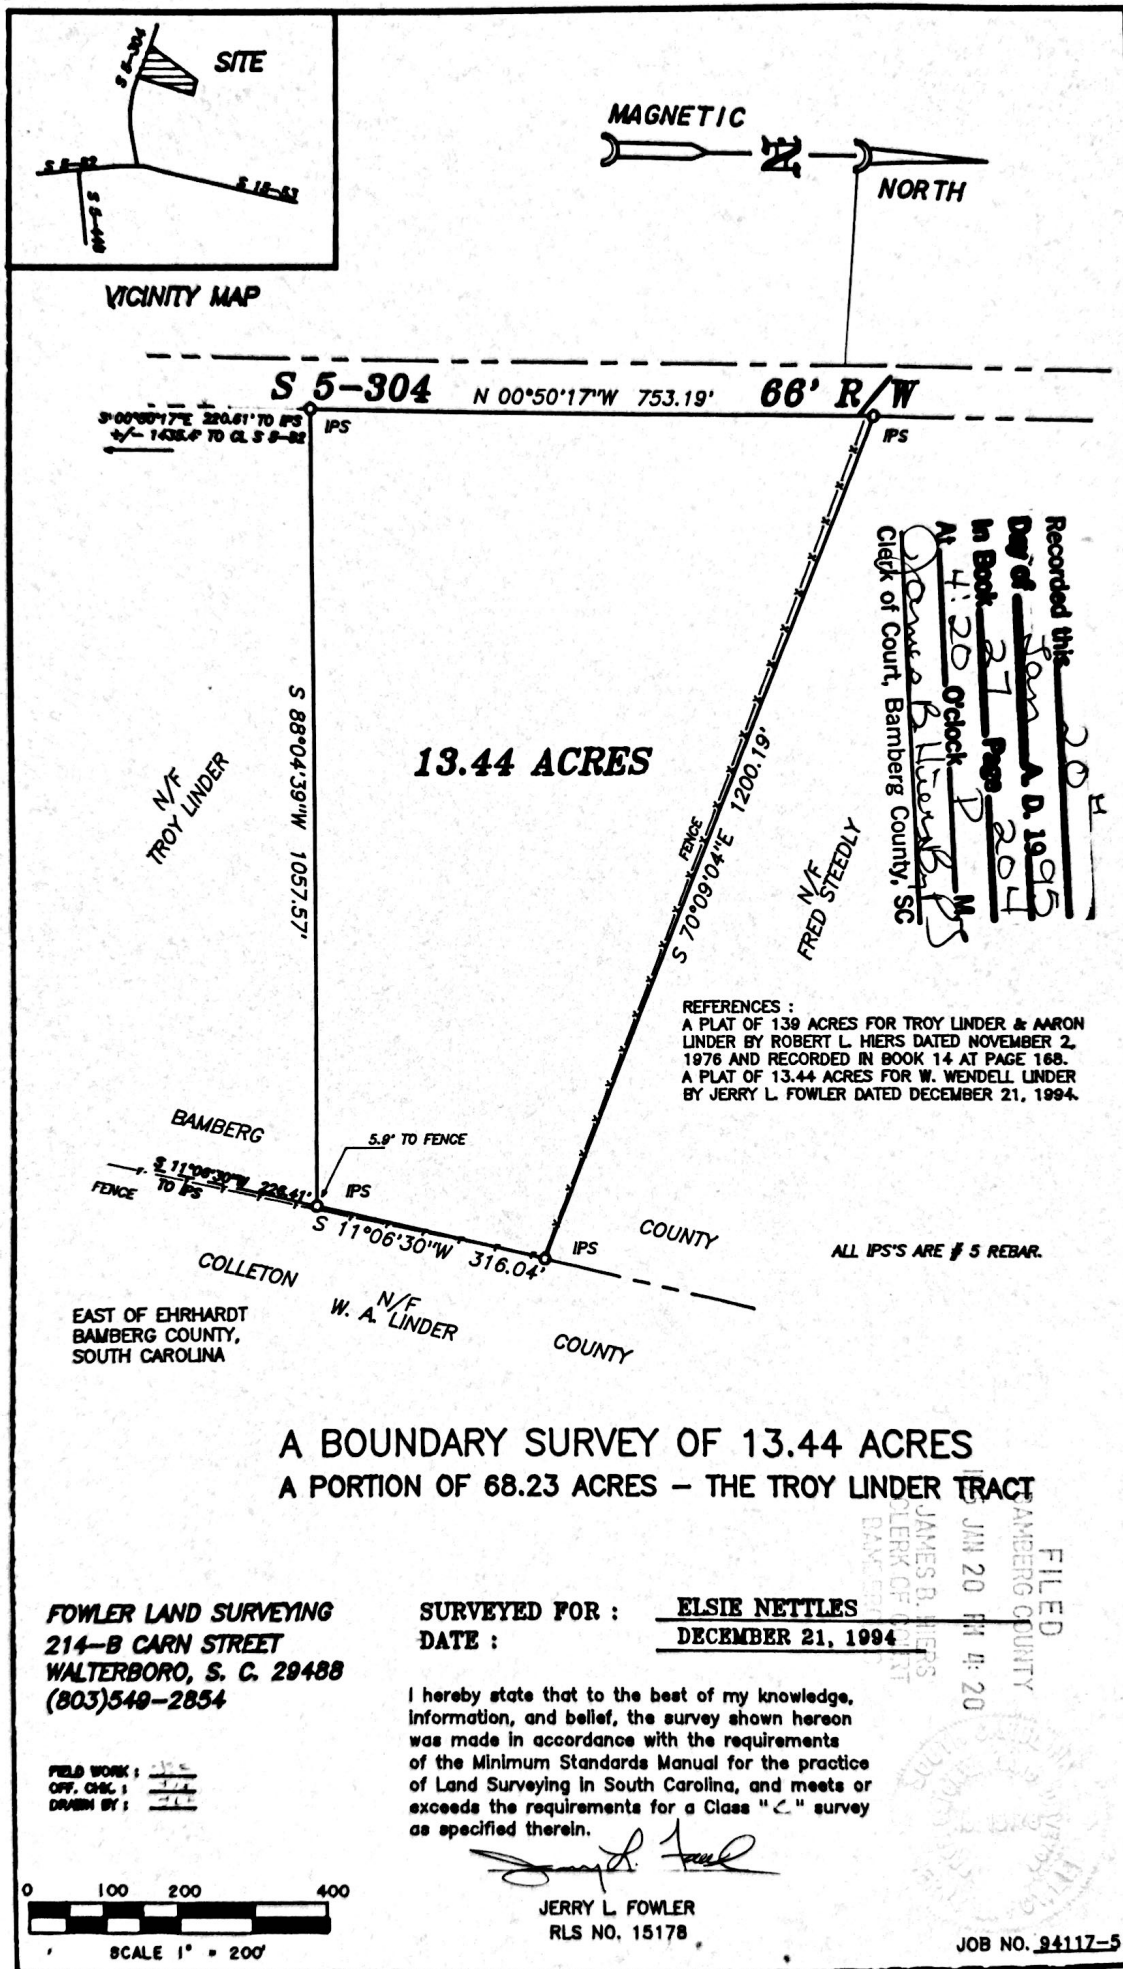 SITE
S 5-304
S 5-92
S 15-53
VICINITY MAP
MAGNETIC
N
NORTH
S 5-304 N 00°50'17"W 753.19' 66' R/W
S 00°50'17"E 220.61' TO IPS
+/- 1435.4' TO CL S 5-92
IPS
IPS
Recorded this 20th
Day of Jan A. D. 1995
In Book 27 Page 204
At 4:20 O'clock P M.
James B Hiers By
Clerk of Court, Bamberg County, SC
N/F
TROY LINDER
S 88°04'39"W 1057.57'
13.44 ACRES
FENCE
S 70°09'04"E 1200.19'
N/F
FRED STEEDLY
REFERENCES :
A PLAT OF 139 ACRES FOR TROY LINDER & AARON
LINDER BY ROBERT L. HIERS DATED NOVEMBER 2,
1976 AND RECORDED IN BOOK 14 AT PAGE 168.
A PLAT OF 13.44 ACRES FOR W. WENDELL LINDER
BY JERRY L. FOWLER DATED DECEMBER 21, 1994.
BAMBERG
5.9' TO FENCE
S 11°06'30"W 226.41'
TO IPS
FENCE
IPS
S 11°06'30"W 316.04'
IPS
COUNTY
ALL IPS'S ARE # 5 REBAR.
COLLETON
N/F
W. A. LINDER
COUNTY
EAST OF EHRHARDT
BAMBERG COUNTY,
SOUTH CAROLINA
A BOUNDARY SURVEY OF 13.44 ACRES
A PORTION OF 68.23 ACRES – THE TROY LINDER TRACT
FILED
BAMBERG COUNTY
JAN 20 PM 4:20
JAMES B. HIERS
CLERK OF COURT
FOWLER LAND SURVEYING
214-B CARN STREET
WALTERBORO, S. C. 29488
(803)549-2854
SURVEYED FOR : ELSIE NETTLES
DATE : DECEMBER 21, 1994
I hereby state that to the best of my knowledge,
information, and belief, the survey shown hereon
was made in accordance with the requirements
of the Minimum Standards Manual for the practice
of Land Surveying in South Carolina, and meets or
exceeds the requirements for a Class "C" survey
as specified therein.
FIELD WORK :
OFF. CHK. :
DRAWN BY :
Jerry L. Fowler
JERRY L. FOWLER
RLS NO. 15178
0 100 200 400
SCALE 1" = 200'
JOB NO. 94117-5